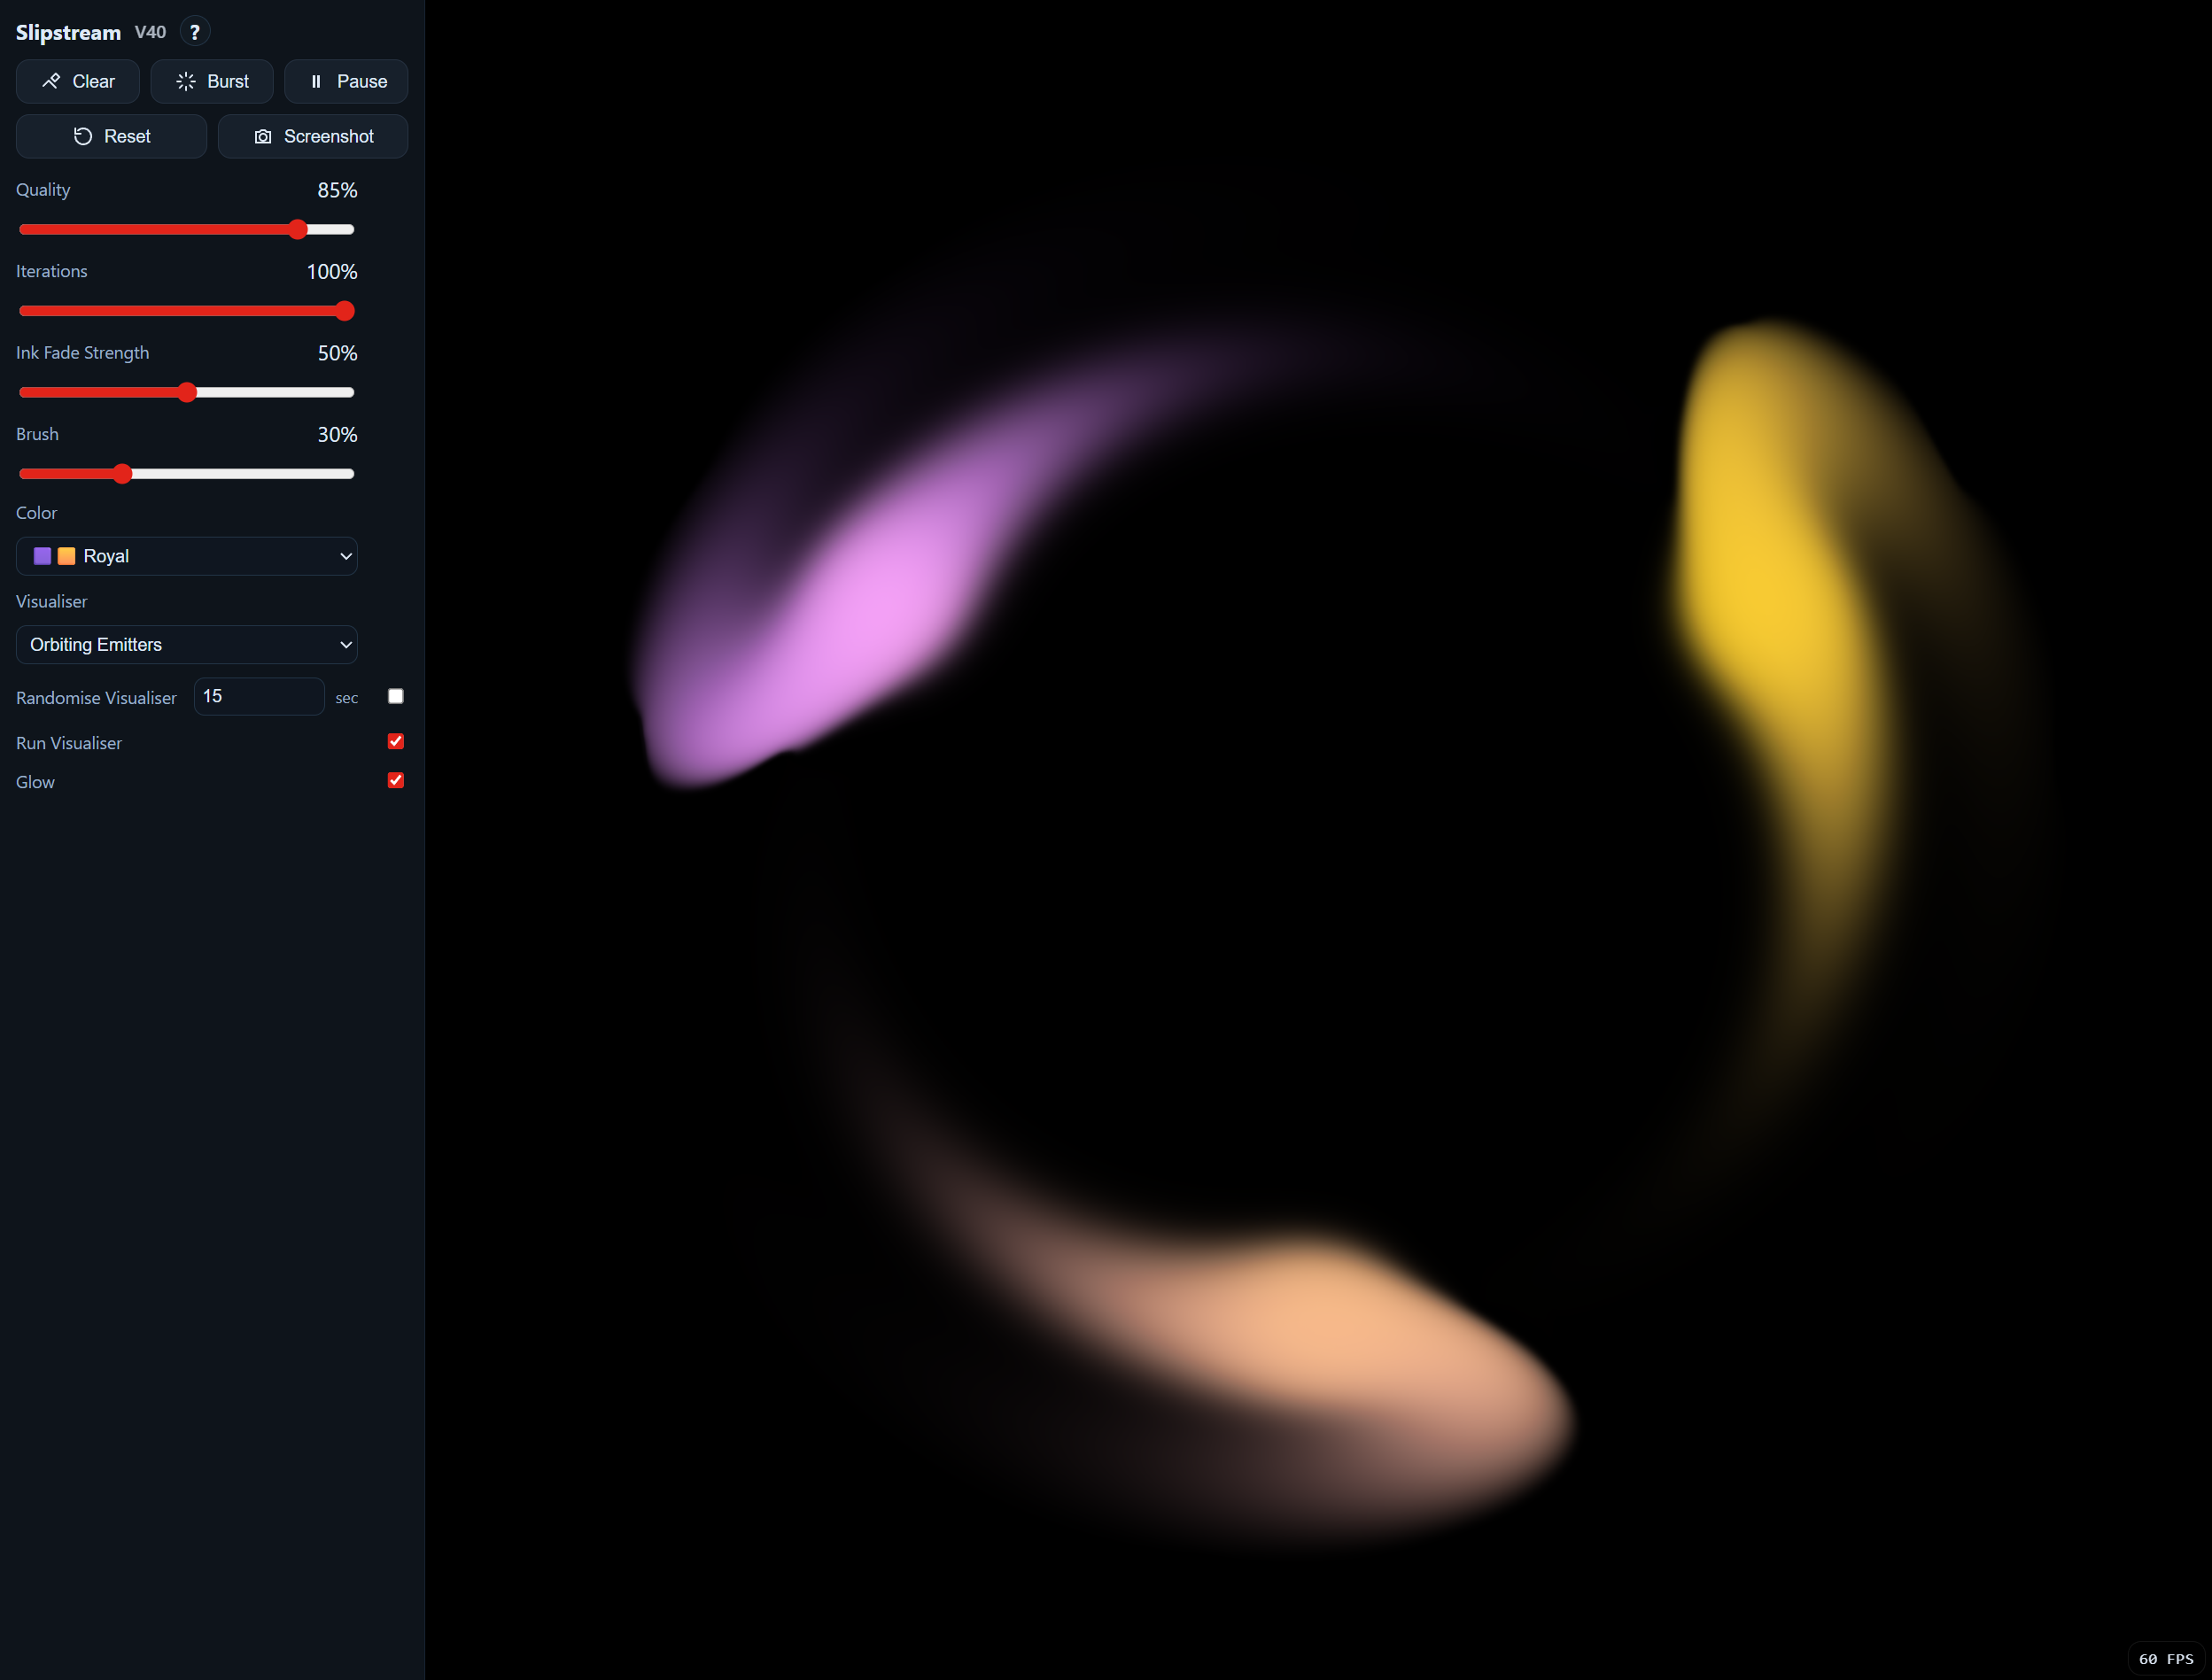 Slipstream V40 ?
Clear Burst Pause
Reset Screenshot
Quality 85%
Iterations 100%
Ink Fade Strength 50%
Brush 30%
Color
Royal
Visualiser
Orbiting Emitters
Randomise Visualiser 15 sec
Run Visualiser
Glow
60 FPS